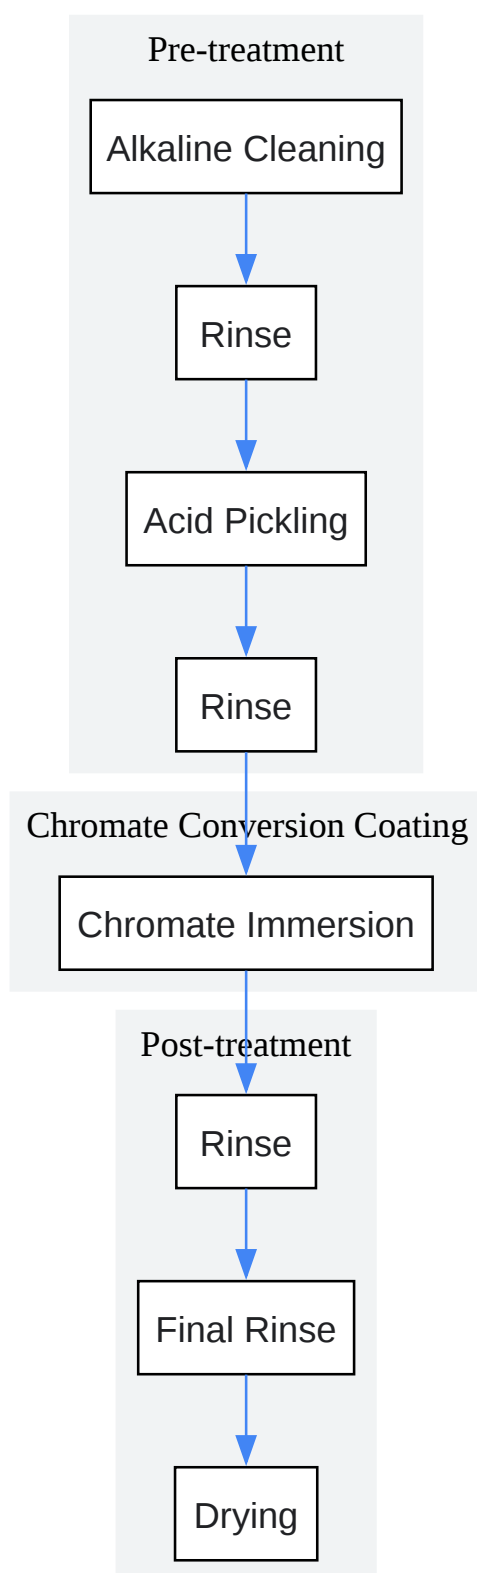 Pre-treatment
Alkaline Cleaning
Rinse
Acid Pickling
Rinse
Chromate Conversion Coating
Chromate Immersion
Post-treatment
Rinse
Final Rinse
Drying